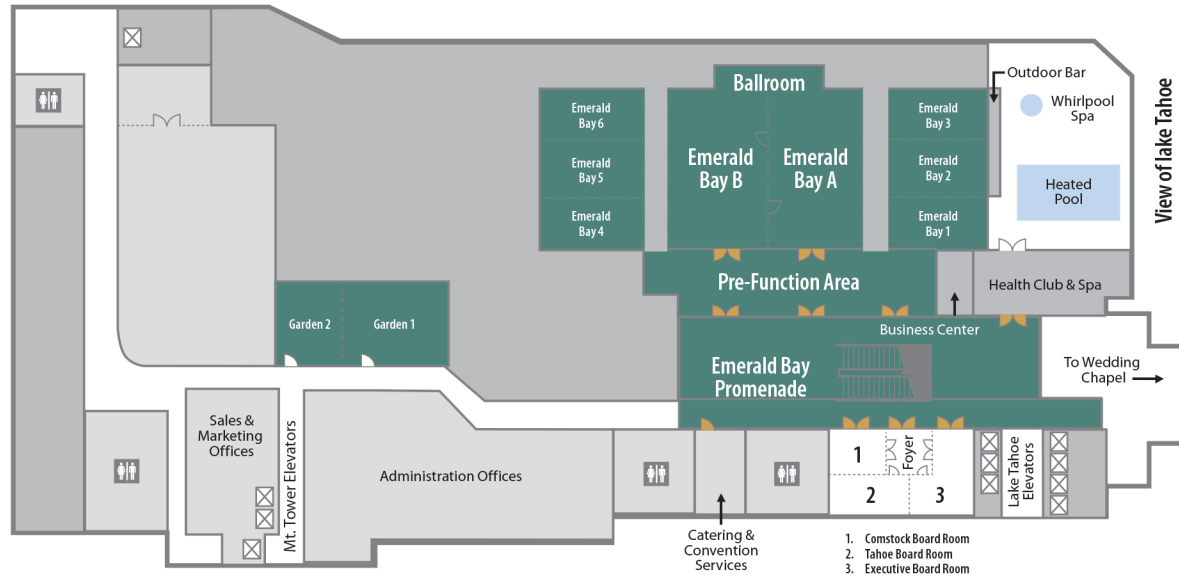 Outdoor Bar
Whirlpool
Spa
Heated
Pool
View of lake Tahoe
Ballroom
Emerald
Bay 6
Emerald
Bay 5
Emerald
Bay 4
Emerald
Bay B
Emerald
Bay A
Emerald
Bay 3
Emerald
Bay 2
Emerald
Bay 1
Pre-Function Area
Health Club & Spa
Business Center
Garden 2
Garden 1
Emerald Bay
Promenade
To Wedding
Chapel
Sales &
Marketing
Offices
Mt. Tower Elevators
Administration Offices
1
Foyer
2
3
Lake Tahoe
Elevators
Catering &
Convention
Services
1. Comstock Board Room
2. Tahoe Board Room
3. Executive Board Room